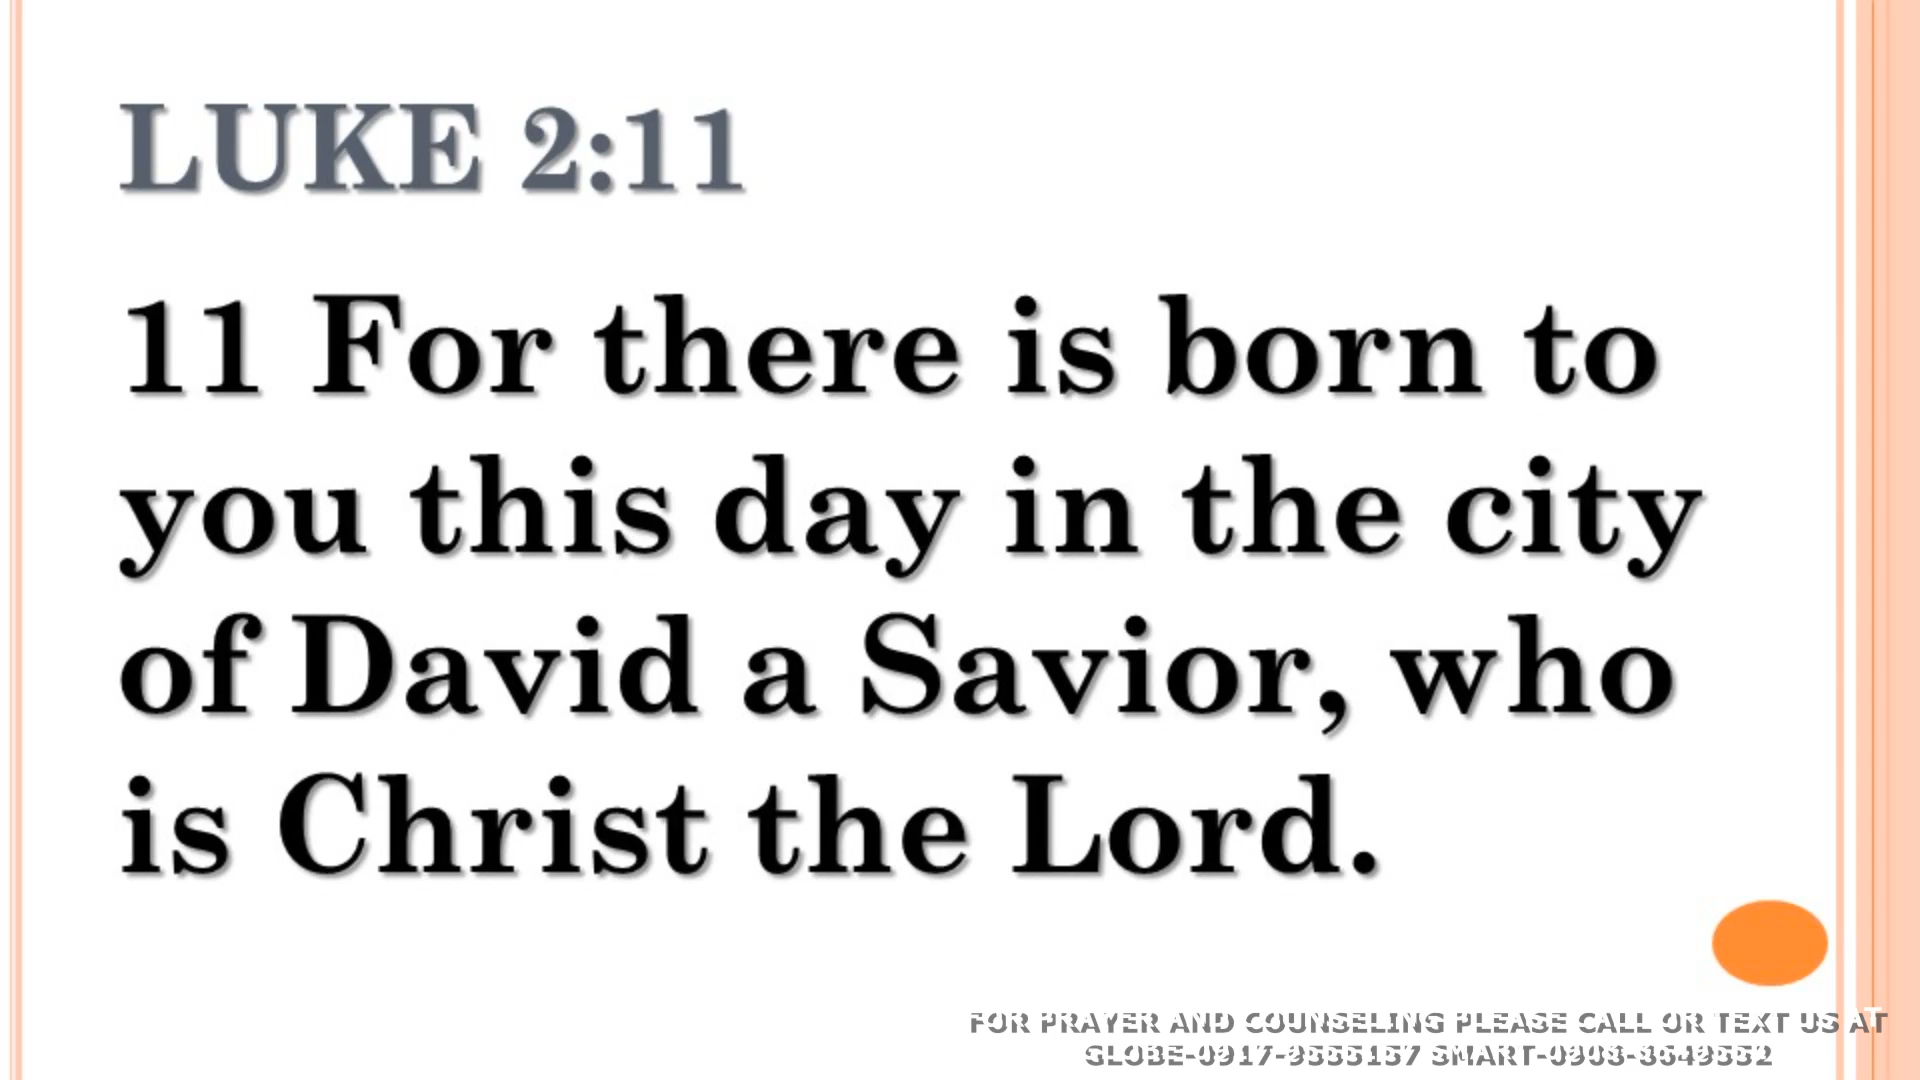 LUKE 2:11
11 For there is born to
you this day in the city
of David a Savior, who
is Christ the Lord.
FOR PRAYER AND COUNSELING PLEASE CALL OR TEXT US AT
GLOBE-0917- SMART-